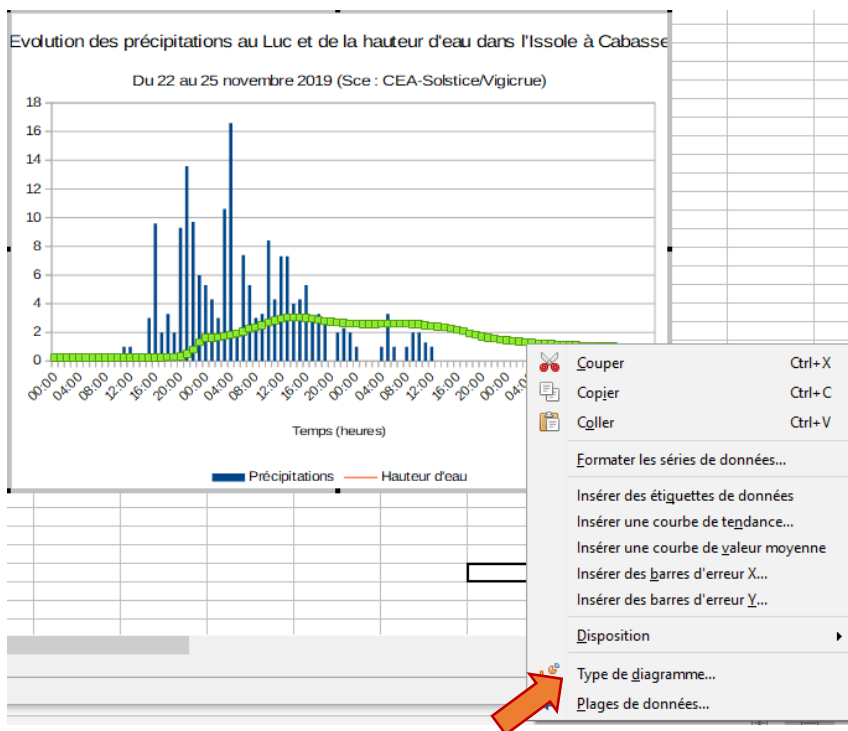 Evolution des précipitations au Luc et de la hauteur d'eau dans l'Issole à Cabasse
Du 22 au 25 novembre 2019 (Sce : CEA-Solstice/Vigicrue)
18
16
14
12
10
8
6
4
2
0
00:00 04:00 08:00 12:00 16:00 20:00 00:00 04:00 08:00 12:00 16:00 20:00 00:00 04:00 08:00 12:00 16:00 20:00 00:00
Temps (heures)
Précipitations Hauteur d'eau
Couper Ctrl+X
Copier Ctrl+C
Coller Ctrl+V
Formater les séries de données...
Insérer des étiquettes de données
Insérer une courbe de tendance...
Insérer une courbe de valeur moyenne
Insérer des barres d'erreur X...
Insérer des barres d'erreur Y...
Disposition
Type de diagramme...
Plages de données...